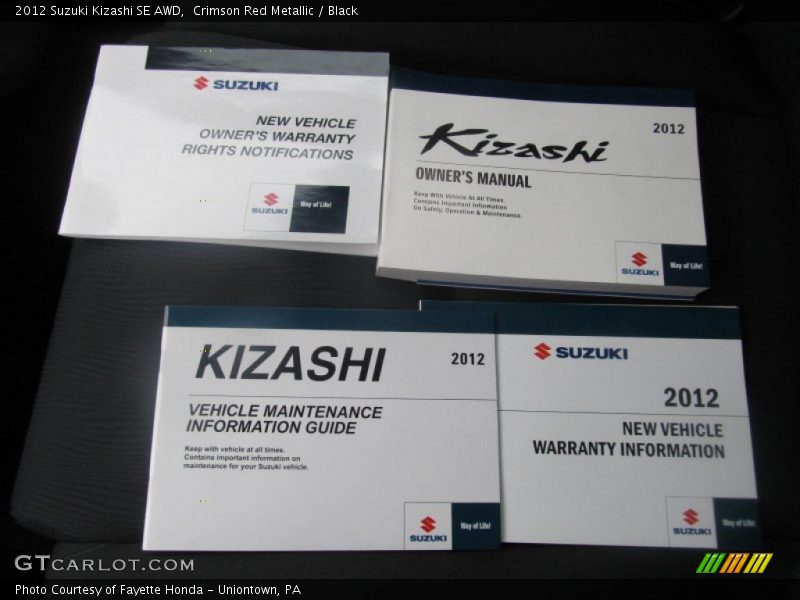 2012 Suzuki Kizashi SE AWD, Crimson Red Metallic / Black
SUZUKI
NEW VEHICLE
OWNER'S WARRANTY
RIGHTS NOTIFICATIONS
SUZUKI
Way of Life!
Kizashi
2012
OWNER'S MANUAL
Keep With Vehicle At All Times.
Contains Important Information
On Safety, Operation & Maintenance.
SUZUKI
Way of Life!
KIZASHI
2012
VEHICLE MAINTENANCE
INFORMATION GUIDE
Keep with vehicle at all times.
Contains important information on
maintenance for your Suzuki vehicle.
SUZUKI
Way of Life!
SUZUKI
2012
NEW VEHICLE
WARRANTY INFORMATION
SUZUKI
Way of Life!
GTCARLOT.COM
Photo Courtesy of Fayette Honda - Uniontown, PA